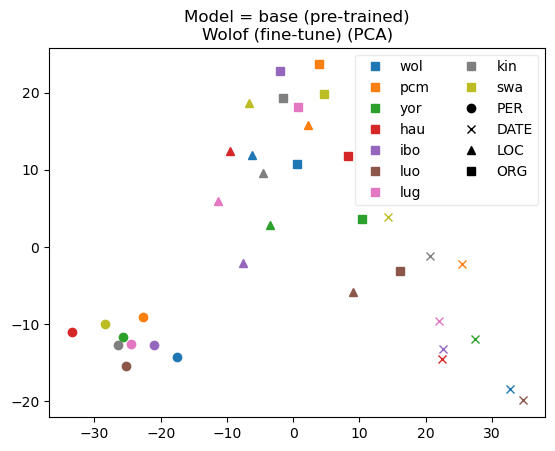 Model = base (pre-trained)
Wolof (fine-tune) (PCA)
wol
pcm
yor
hau
ibo
luo
lug
kin
swa
PER
DATE
LOC
ORG
20
10
0
−10
−20
−30
−20
−10
0
10
20
30